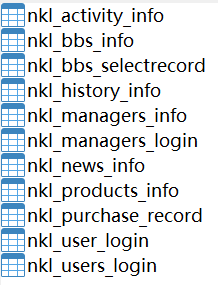 nkl_activity_info
nkl_bbs_info
nkl_bbs_selectrecord
nkl_history_info
nkl_managers_info
nkl_managers_login
nkl_news_info
nkl_products_info
nkl_purchase_record
nkl_user_login
nkl_users_login